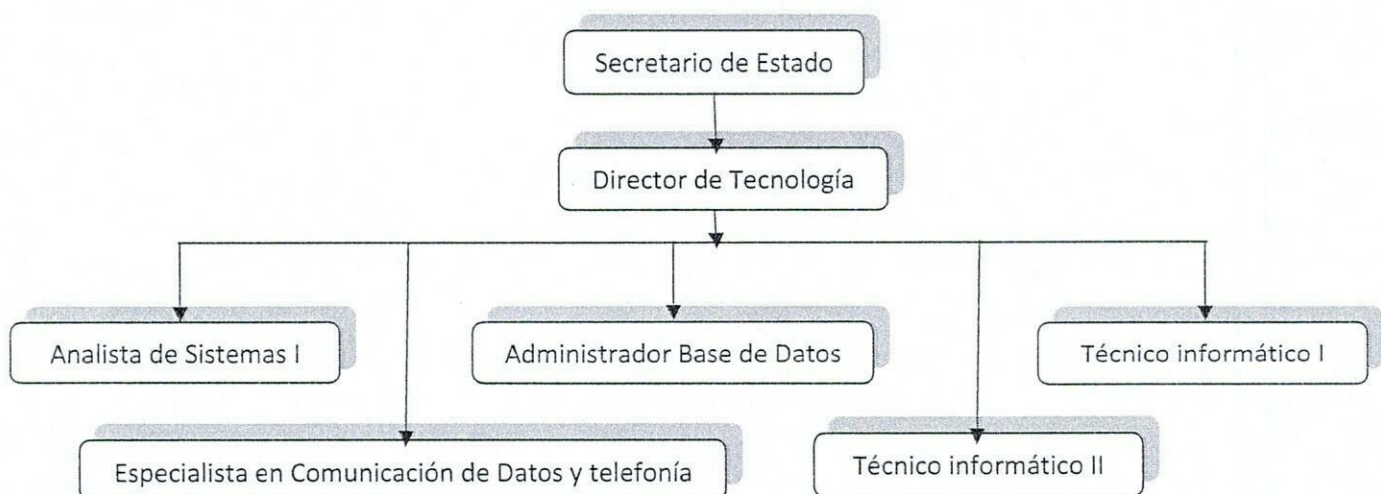 Secretario de Estado
Director de Tecnología
Analista de Sistemas I
Administrador Base de Datos
Técnico informático I
Especialista en Comunicación de Datos y telefonía
Técnico informático II